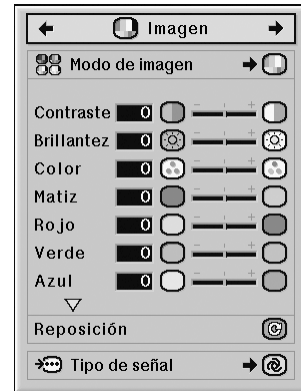 Imagen
Modo de imagen
Contraste 0
Brillantez 0
Color 0
Matiz 0
Rojo 0
Verde 0
Azul 0
Reposición
Tipo de señal